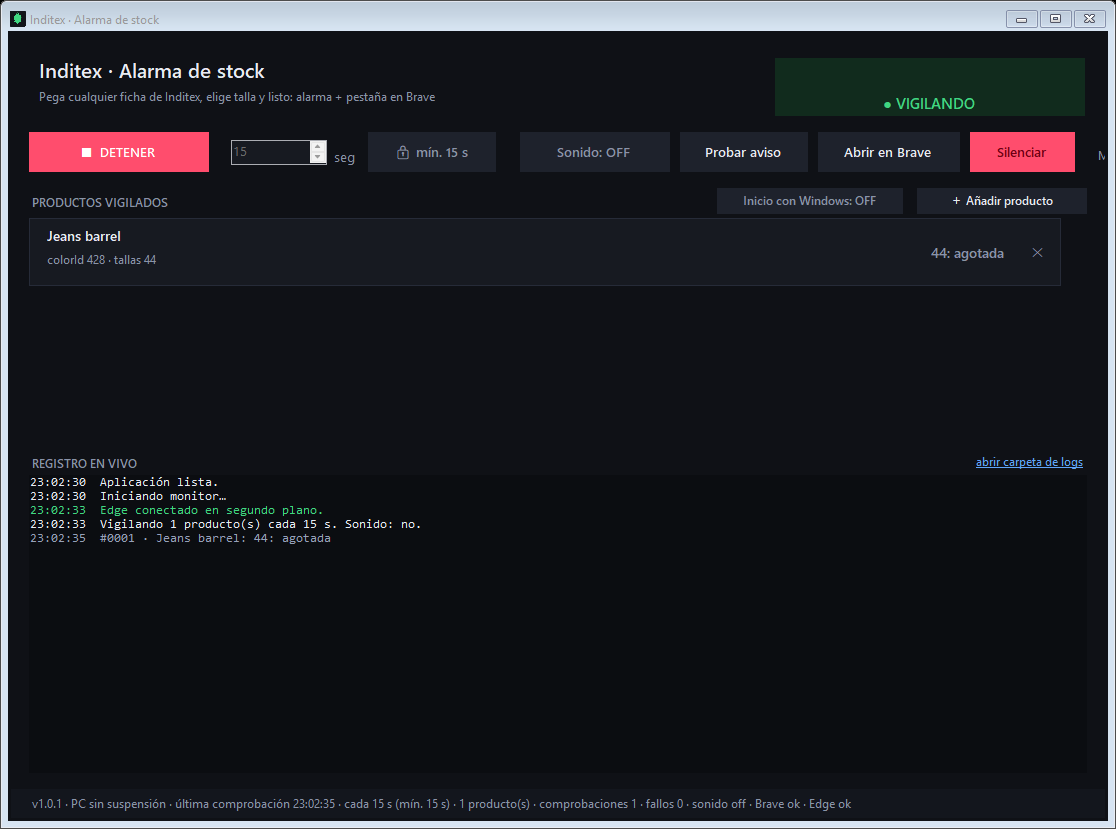 Inditex · Alarma de stock
Inditex · Alarma de stock
Pega cualquier ficha de Inditex, elige talla y listo: alarma + pestaña en Brave
● VIGILANDO
■ DETENER
15
seg
mín. 15 s
Sonido: OFF
Probar aviso
Abrir en Brave
Silenciar
PRODUCTOS VIGILADOS
Inicio con Windows: OFF
+ Añadir producto
Jeans barrel
colorId 428 · tallas 44
44: agotada
REGISTRO EN VIVO
abrir carpeta de logs
23:02:30 Aplicación lista.
23:02:30 Iniciando monitor…
23:02:33 Edge conectado en segundo plano.
23:02:33 Vigilando 1 producto(s) cada 15 s. Sonido: no.
23:02:35 #0001 · Jeans barrel: 44: agotada
v1.0.1 · PC sin suspensión · última comprobación 23:02:35 · cada 15 s (mín. 15 s) · 1 producto(s) · comprobaciones 1 · fallos 0 · sonido off · Brave ok · Edge ok